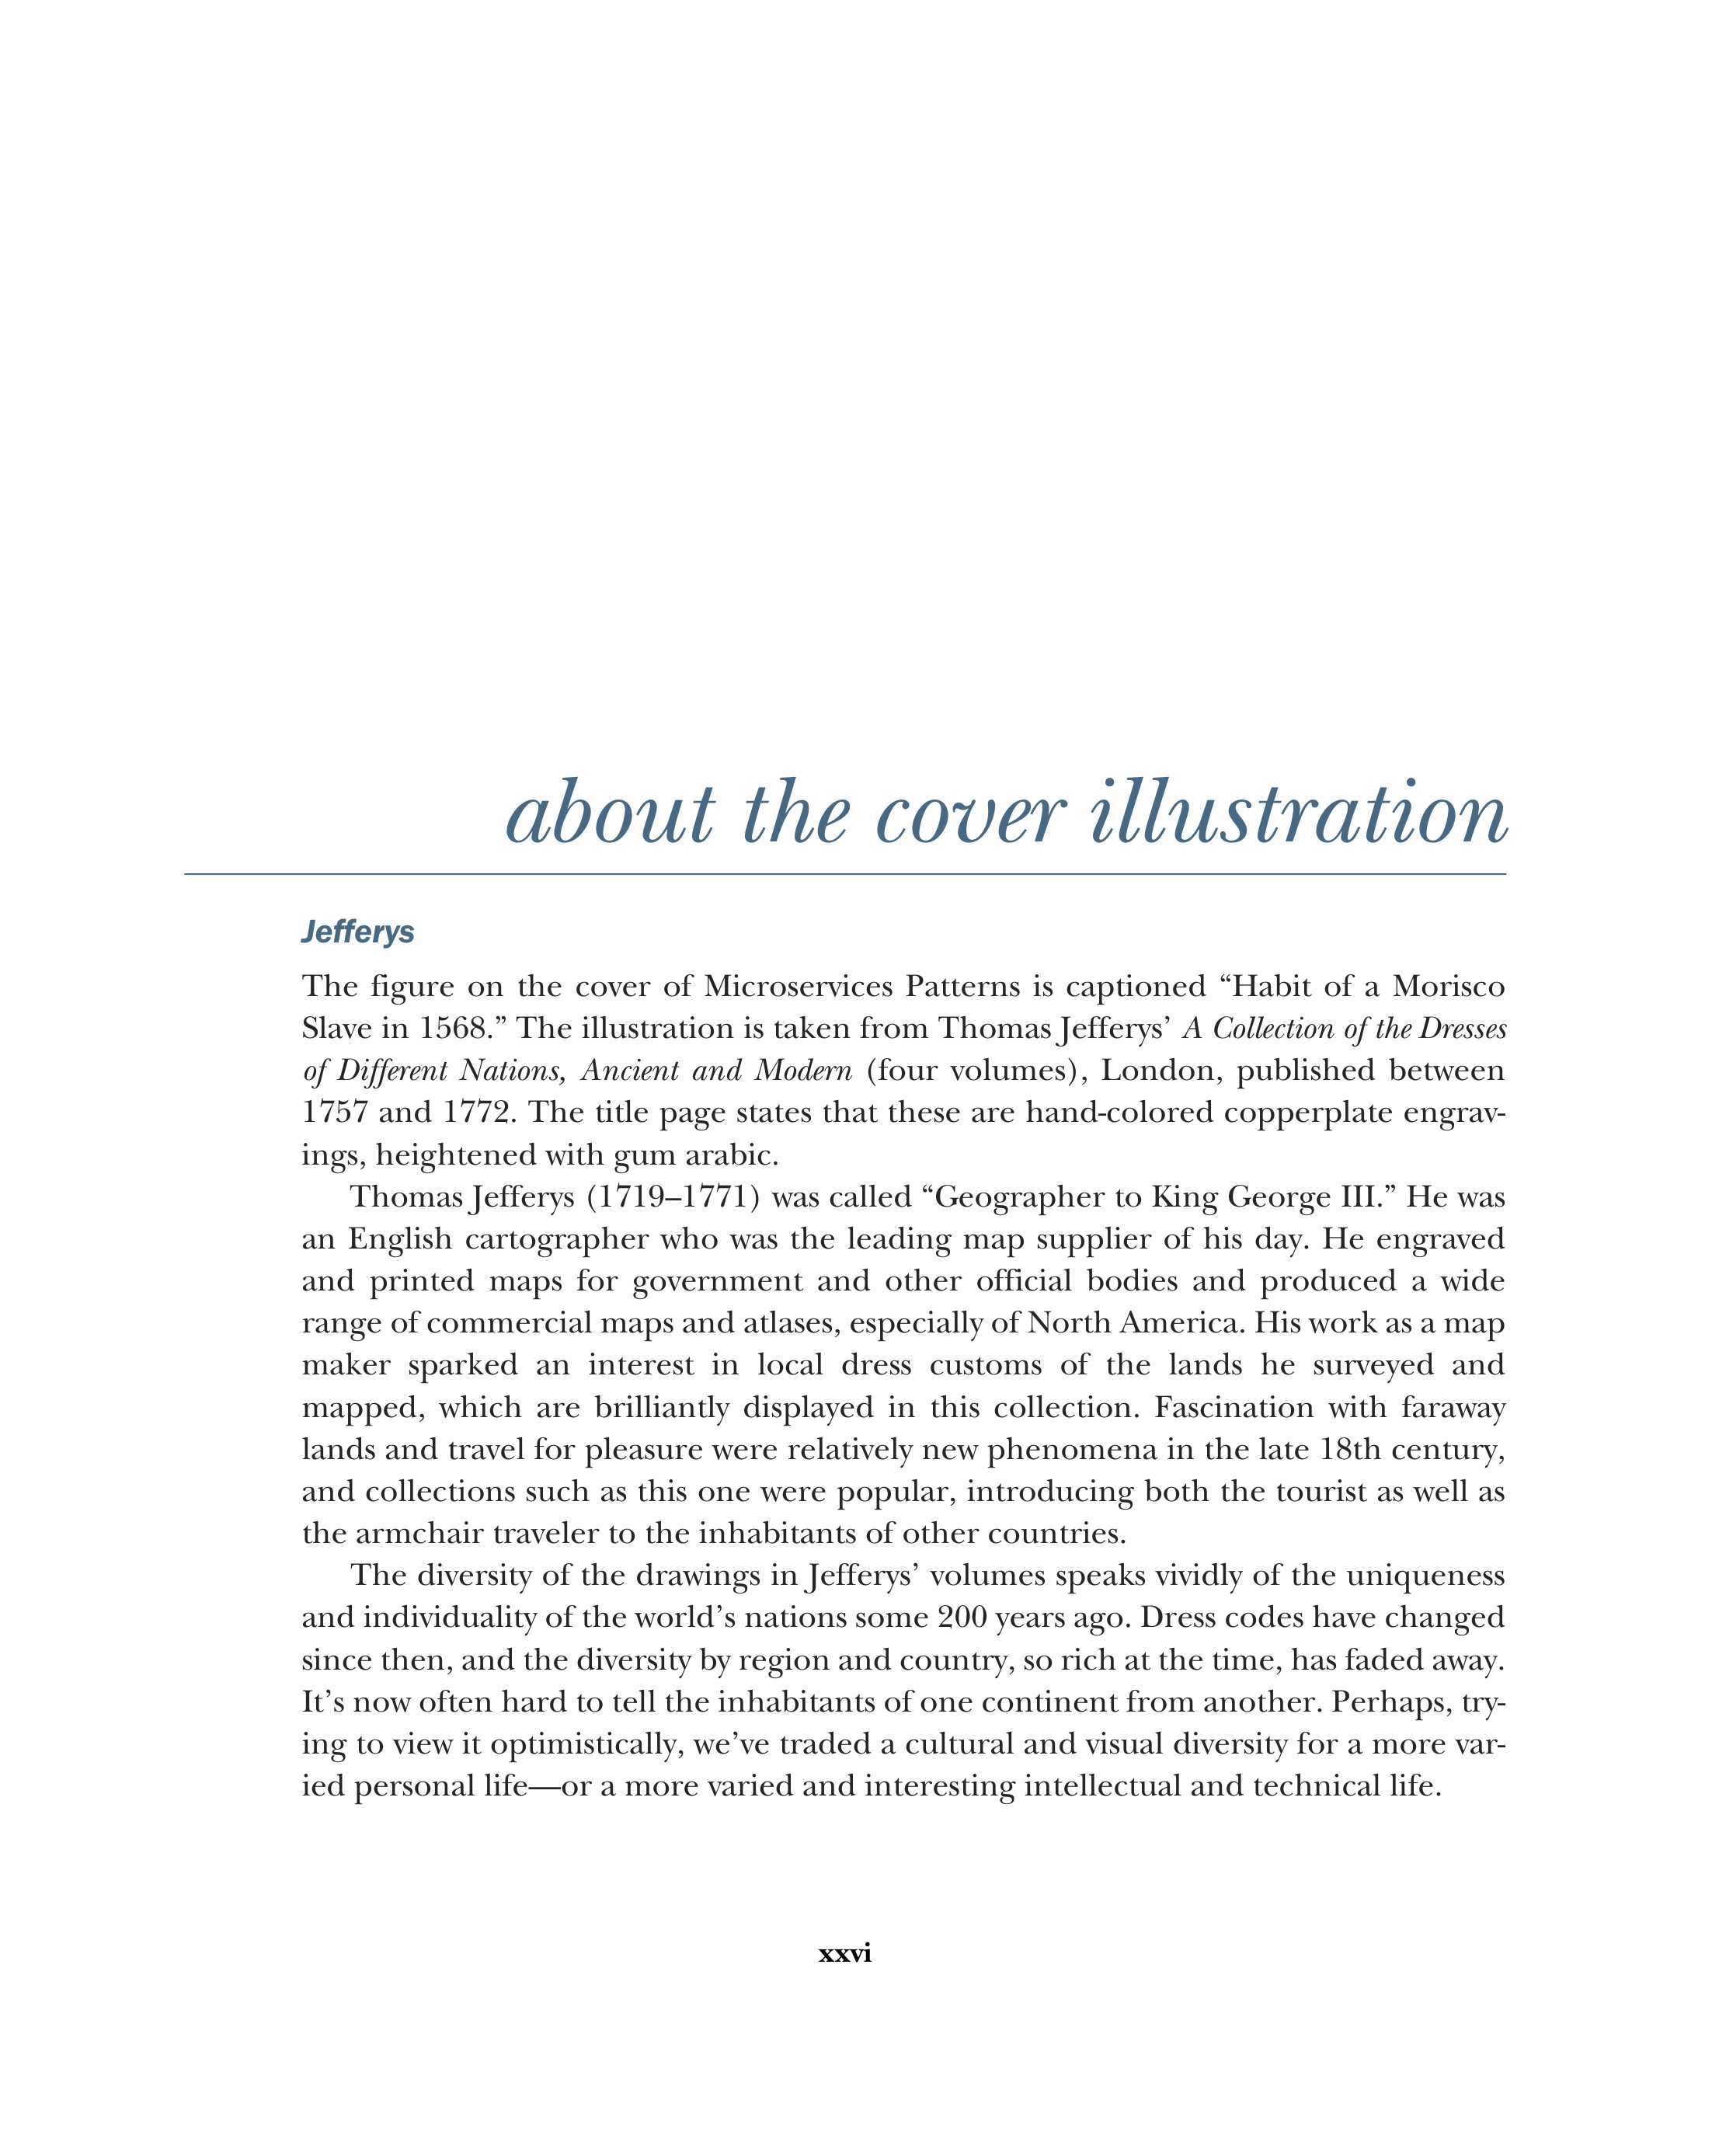 about the cover illustration
Jefferys
The figure on the cover of Microservices Patterns is captioned “Habit of a Morisco
Slave in 1568.” The illustration is taken from Thomas Jefferys’ A Collection of the Dresses
of Different Nations, Ancient and Modern (four volumes), London, published between
1757 and 1772. The title page states that these are hand-colored copperplate engrav-
ings, heightened with gum arabic.
Thomas Jefferys (1719–1771) was called “Geographer to King George III.” He was
an English cartographer who was the leading map supplier of his day. He engraved
and printed maps for government and other official bodies and produced a wide
range of commercial maps and atlases, especially of North America. His work as a map
maker sparked an interest in local dress customs of the lands he surveyed and
mapped, which are brilliantly displayed in this collection. Fascination with faraway
lands and travel for pleasure were relatively new phenomena in the late 18th century,
and collections such as this one were popular, introducing both the tourist as well as
the armchair traveler to the inhabitants of other countries.
The diversity of the drawings in Jefferys’ volumes speaks vividly of the uniqueness
and individuality of the world’s nations some 200 years ago. Dress codes have changed
since then, and the diversity by region and country, so rich at the time, has faded away.
It’s now often hard to tell the inhabitants of one continent from another. Perhaps, try-
ing to view it optimistically, we’ve traded a cultural and visual diversity for a more var-
ied personal life—or a more varied and interesting intellectual and technical life.
xxvi